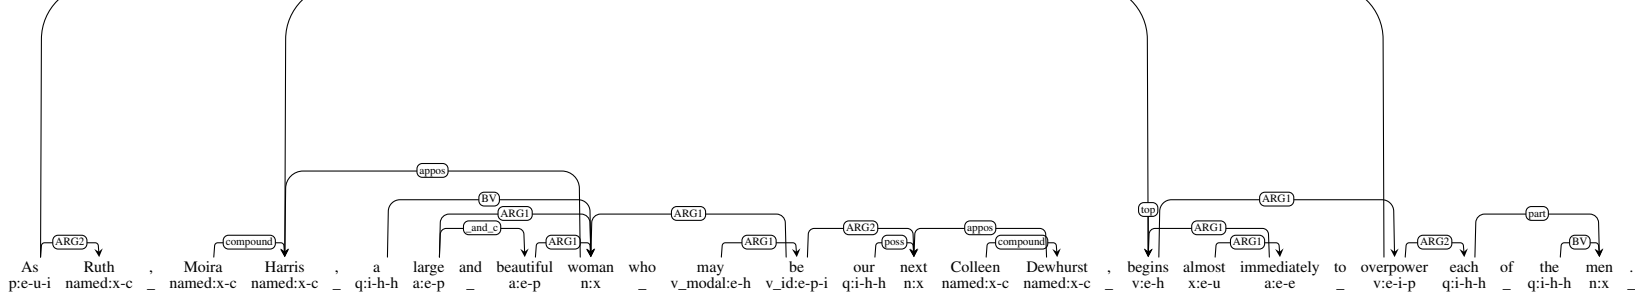 appos
BV ARG1 top ARG1
ARG1 _and_c ARG2 appos ARG1 part
ARG2 compound ARG1 ARG1 poss compound ARG1 ARG2 BV
As Ruth , Moira Harris , a large and beautiful woman who may be our next Colleen Dewhurst , begins almost immediately to overpower each of the men .
p:e-u-i named:x-c _ named:x-c named:x-c _ q:i-h-h a:e-p _ a:e-p n:x _ v_modal:e-h v_id:e-p-i q:i-h-h n:x named:x-c named:x-c _ v:e-h x:e-u a:e-e _ v:e-i-p q:i-h-h _ q:i-h-h n:x _